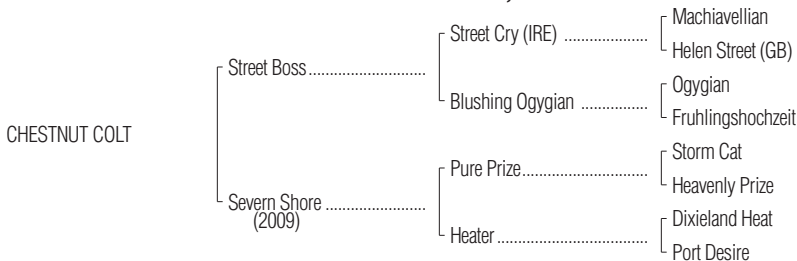 Machiavellian
Street Cry (IRE) ....................
Helen Street (GB)
Street Boss............................
Ogygian
Blushing Ogygian ................
Fruhlingshochzeit
CHESTNUT COLT
Storm Cat
Pure Prize..............................
Heavenly Prize
Severn Shore ........................
(2009)
Dixieland Heat
Heater ....................................
Port Desire